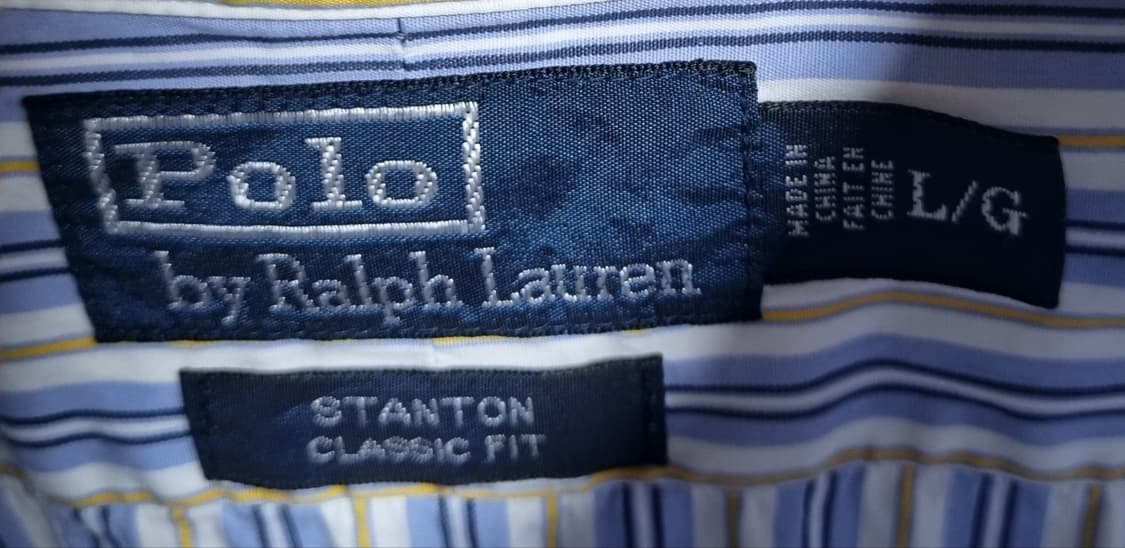 Polo
by Ralph Lauren
MADE IN
CHINA
FAIT EN
CHINE
L/G
STANTON
CLASSIC FIT